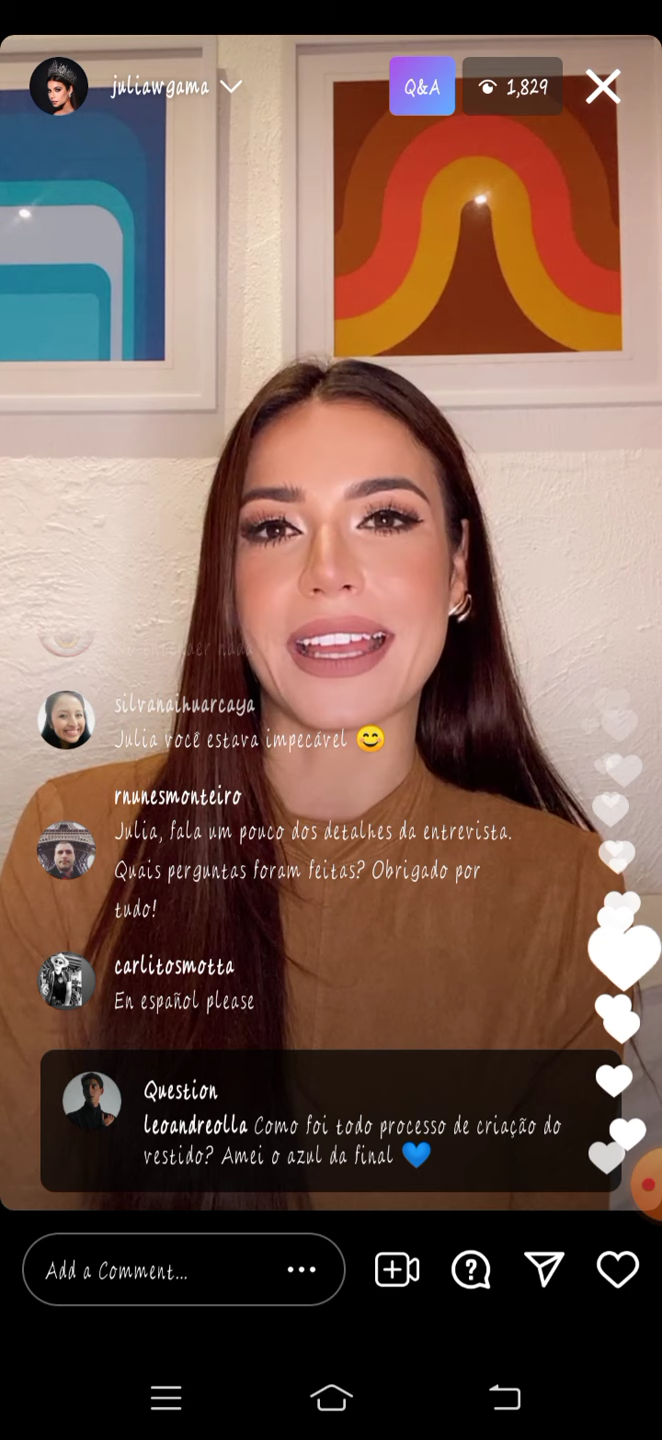 juliawgama
Q&A
1,829
silvanaihuarcaya
Julia você estava impecável 😊
rnunesmonteiro
Julia, fala um pouco dos detalhes da entrevista.
Quais perguntas foram feitas? Obrigado por
tudo!
carlitosmotta
En español please
Question
leoandreolla Como foi todo processo de criação do
vestido? Amei o azul da final 💙
Add a Comment...